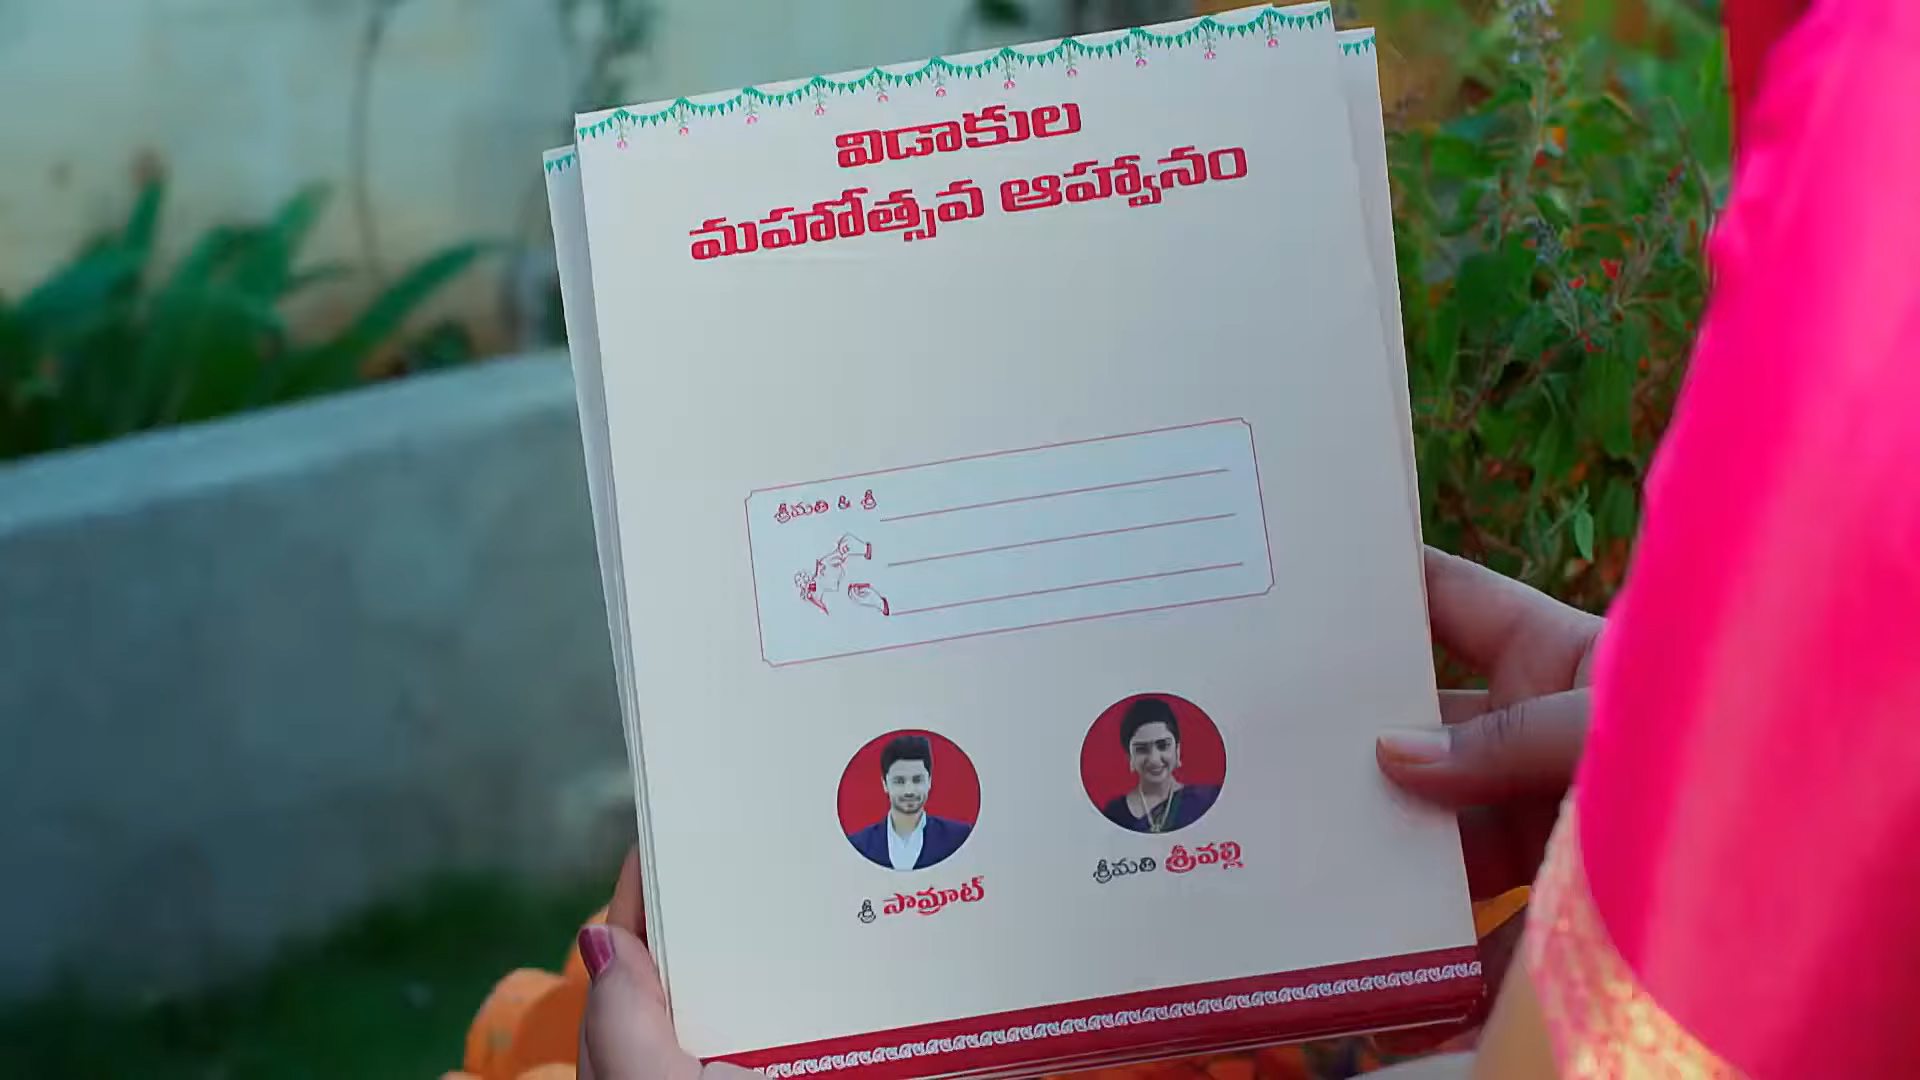 విడాకుల
మహోత్సవ ఆహ్వానం
శ్రీమతి & శ్రీ
శ్రీ సామ్రాట్
శ్రీమతి శ్రీవల్లి